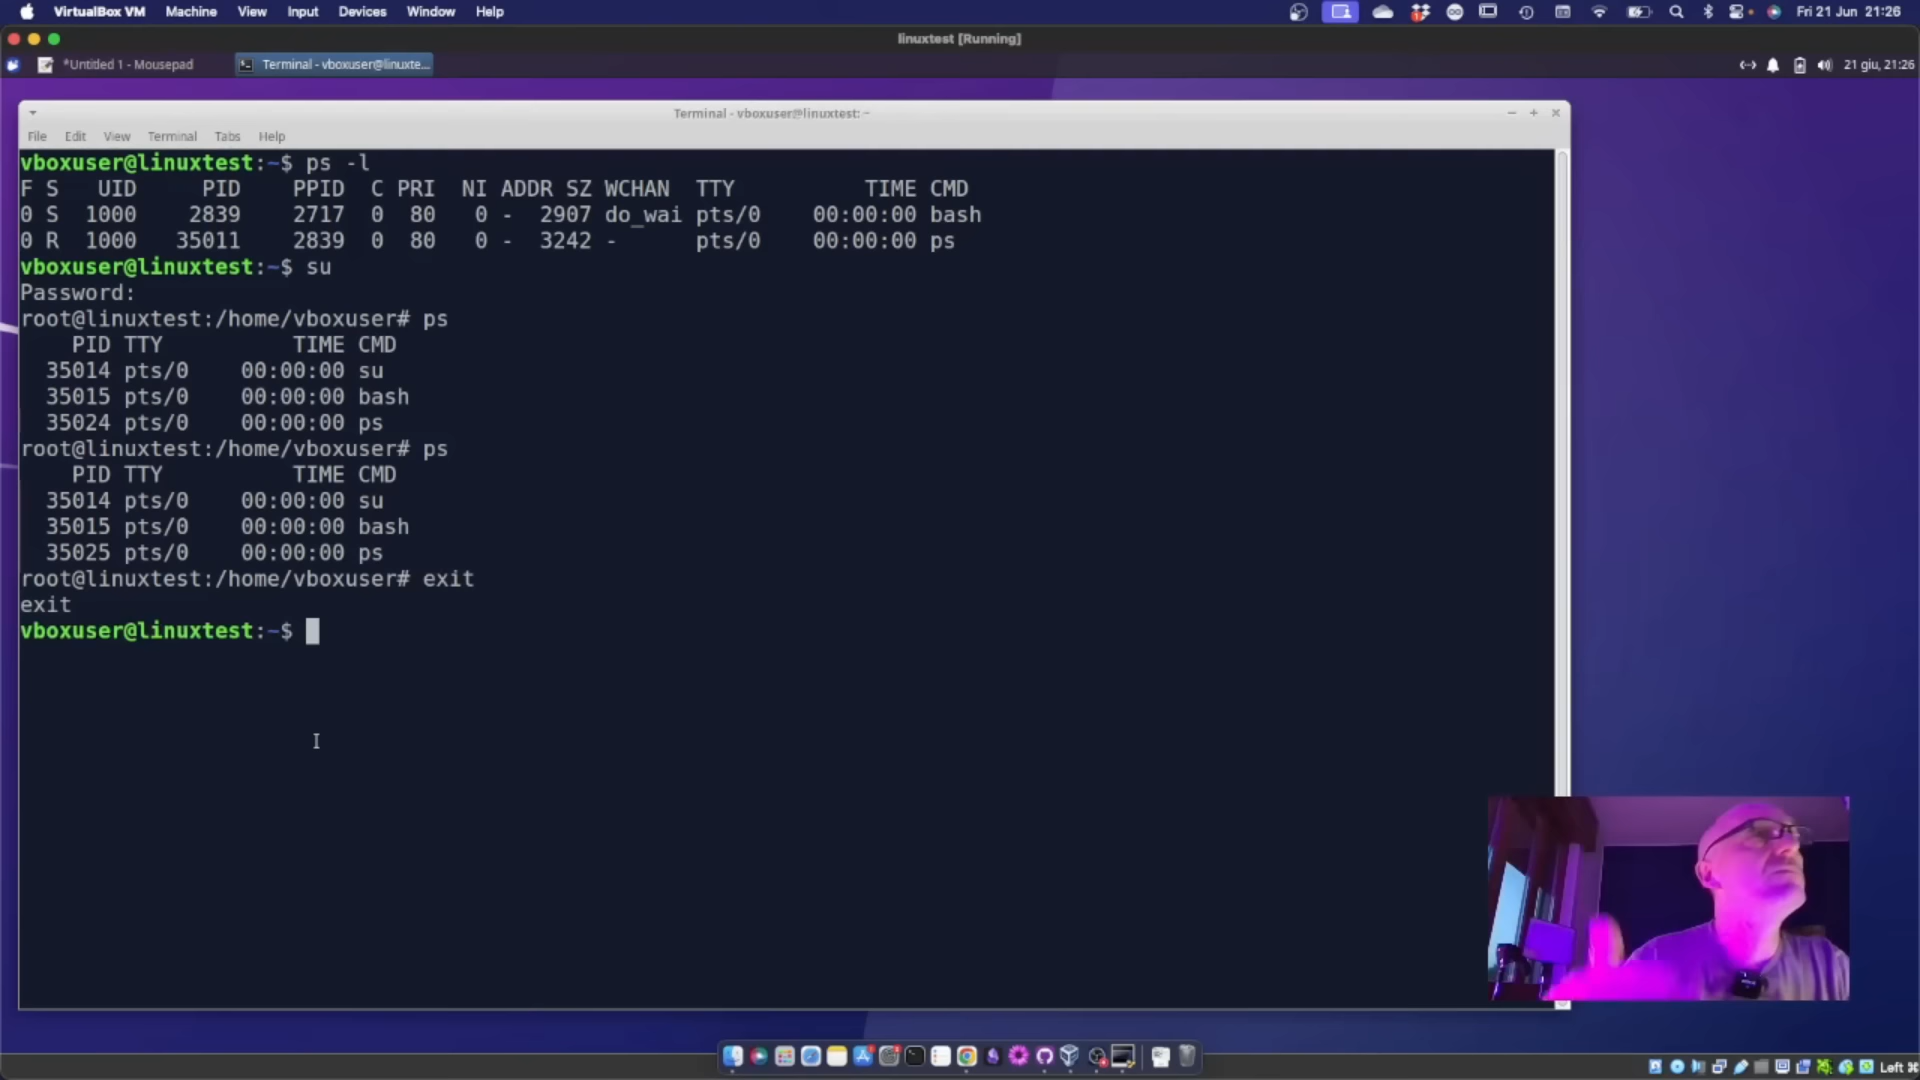 VirtualBox VM Machine View Input Devices Window Help Fri 21 Jun 21:26
linuxtest [Running]
*Untitled 1 - Mousepad Terminal - vboxuser@linuxte... 21 giu, 21:26
Terminal - vboxuser@linuxtest: ~
File Edit View Terminal Tabs Help
vboxuser@linuxtest:~$ ps -l
F S UID PID PPID C PRI NI ADDR SZ WCHAN TTY TIME CMD
0 S 1000 2839 2717 0 80 0 - 2907 do_wai pts/0 00:00:00 bash
0 R 1000 35011 2839 0 80 0 - 3242 - pts/0 00:00:00 ps
vboxuser@linuxtest:~$ su
Password:
root@linuxtest:/home/vboxuser# ps
PID TTY TIME CMD
35014 pts/0 00:00:00 su
35015 pts/0 00:00:00 bash
35024 pts/0 00:00:00 ps
root@linuxtest:/home/vboxuser# ps
PID TTY TIME CMD
35014 pts/0 00:00:00 su
35015 pts/0 00:00:00 bash
35025 pts/0 00:00:00 ps
root@linuxtest:/home/vboxuser# exit
exit
vboxuser@linuxtest:~$
Left ⌘